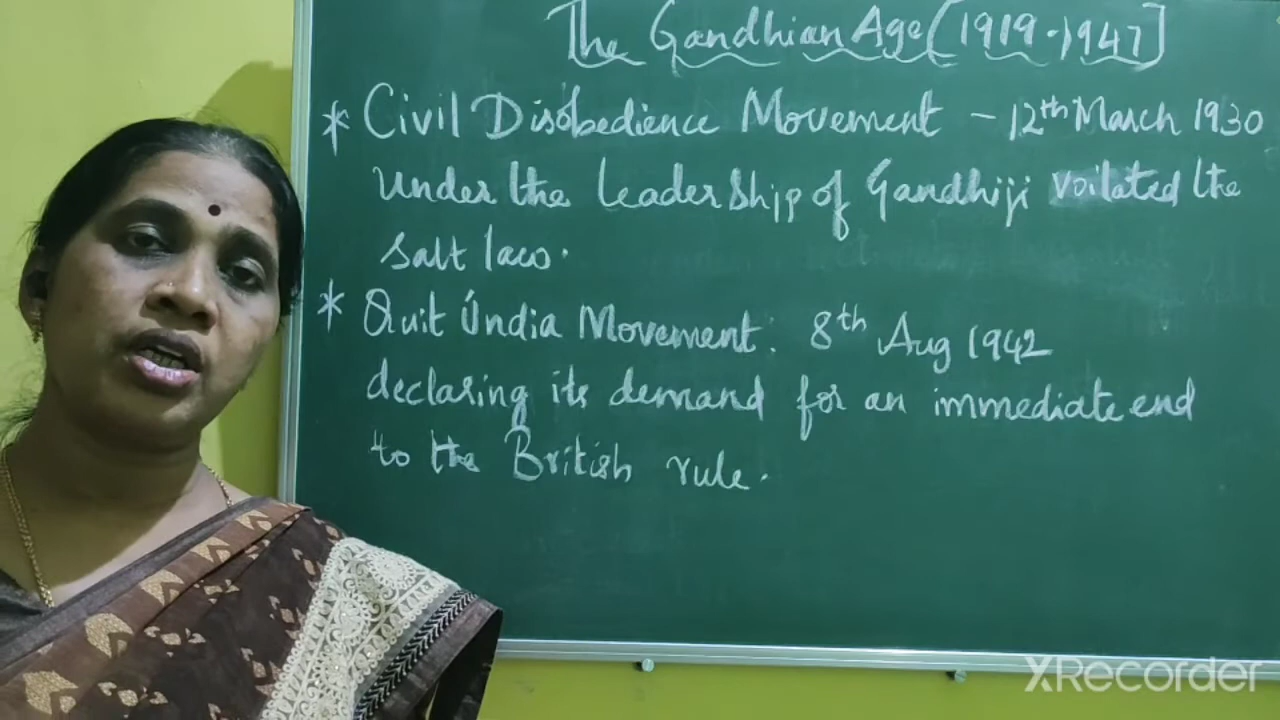 The Gandhian Age (1919-1947]
* Civil Disobedience Movement - 12th March 1930
under the leadership of Gandhiji voilated the
salt laws.
* Quit India Movement: 8th Aug 1942
declaring its demand for an immediate end
to the British rule.
XRecorder